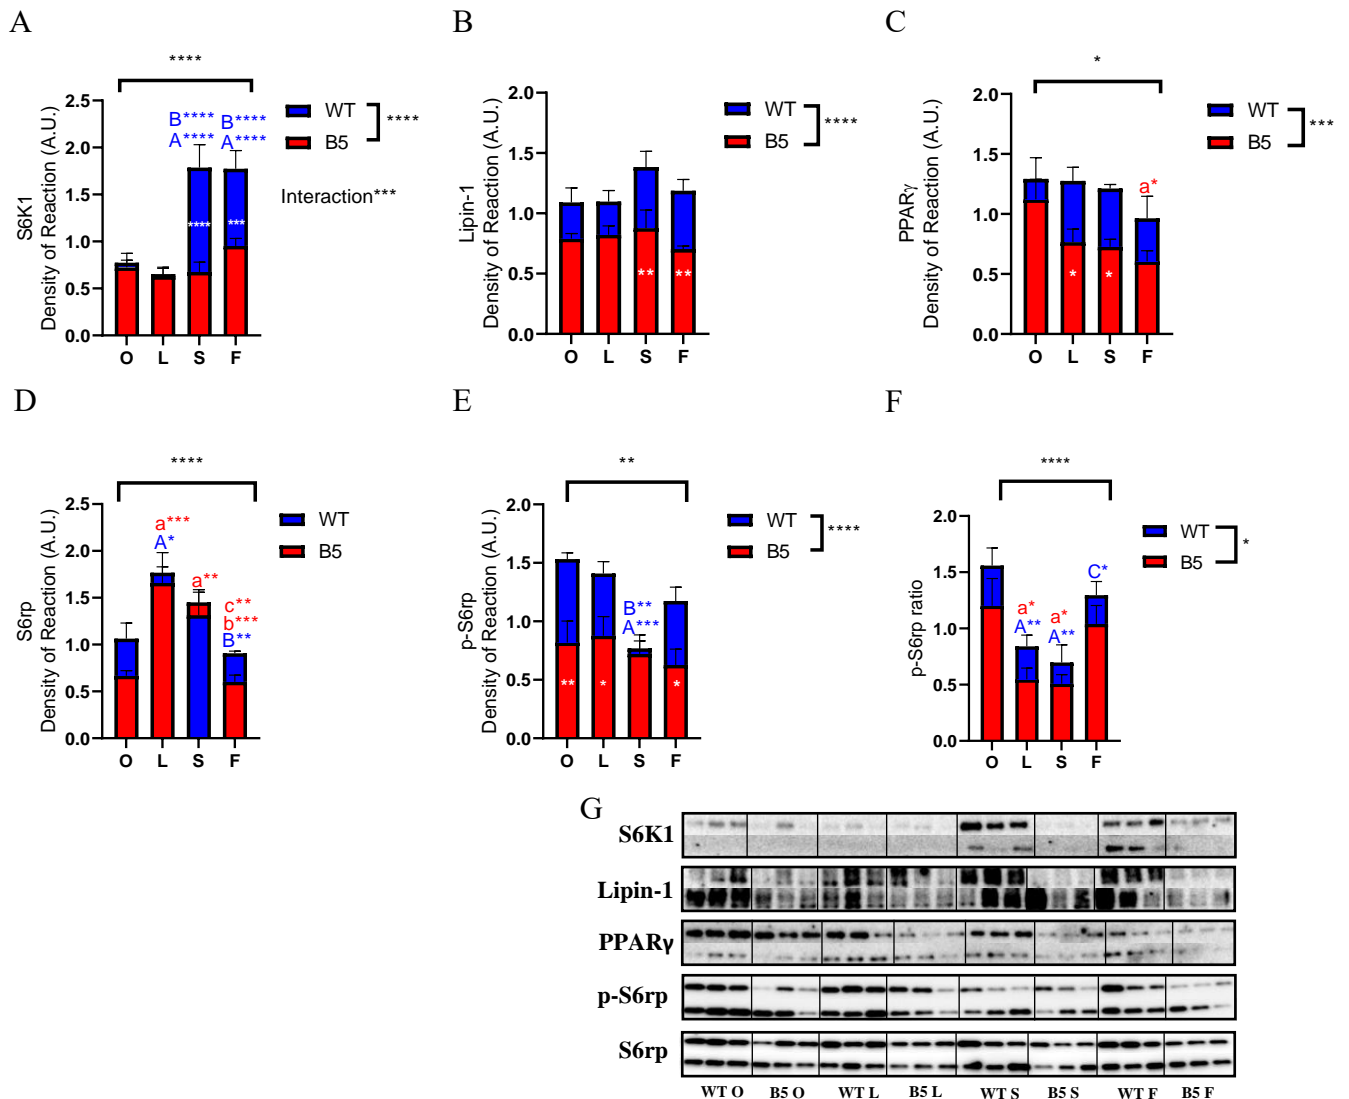 A
****
S6K1
Density of Reaction (A.U.)
2.5
2.0
1.5
1.0
0.5
0.0
B**** B****
A**** A****
**** ***
O L S F
WT
B5
****
Interaction***
B
Lipin-1
Density of Reaction (A.U.)
2.0
1.5
1.0
0.5
0.0
** **
O L S F
WT
B5
****
C
*
PPARγ
Density of Reaction (A.U.)
2.0
1.5
1.0
0.5
0.0
a*
* *
O L S F
WT
B5
***
D
****
S6rp
Density of Reaction (A.U.)
2.5
2.0
1.5
1.0
0.5
0.0
a***
A*
a**
c**
b***
B**
O L S F
WT
B5
E
**
p-S6rp
Density of Reaction (A.U.)
2.0
1.5
1.0
0.5
0.0
B**
A***
** * *
O L S F
WT
B5
****
F
****
p-S6rp ratio
2.0
1.5
1.0
0.5
0.0
a* a*
A** A**
C*
O L S F
WT
B5
*
G
S6K1
Lipin-1
PPARγ
p-S6rp
S6rp
WT O B5 O WT L B5 L WT S B5 S WT F B5 F